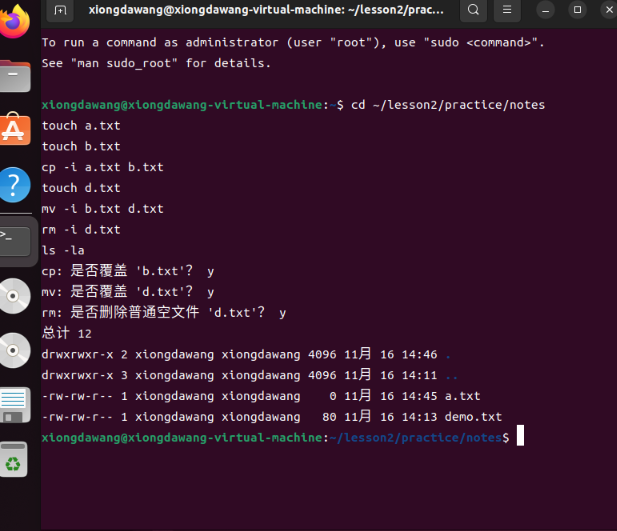 xiongdawang@xiongdawang-virtual-machine: ~/lesson2/prac...
To run a command as administrator (user "root"), use "sudo <command>".
See "man sudo_root" for details.
xiongdawang@xiongdawang-virtual-machine:~$ cd ~/lesson2/practice/notes
touch a.txt
touch b.txt
cp -i a.txt b.txt
touch d.txt
mv -i b.txt d.txt
rm -i d.txt
ls -la
cp: 是否覆盖 'b.txt'? y
mv: 是否覆盖 'd.txt'? y
rm: 是否删除普通空文件 'd.txt'? y
总计 12
drwxrwxr-x 2 xiongdawang xiongdawang 4096 11月 16 14:46 .
drwxrwxr-x 3 xiongdawang xiongdawang 4096 11月 16 14:11 ..
-rw-rw-r-- 1 xiongdawang xiongdawang    0 11月 16 14:45 a.txt
-rw-rw-r-- 1 xiongdawang xiongdawang   80 11月 16 14:13 demo.txt
xiongdawang@xiongdawang-virtual-machine:~/lesson2/practice/notes$